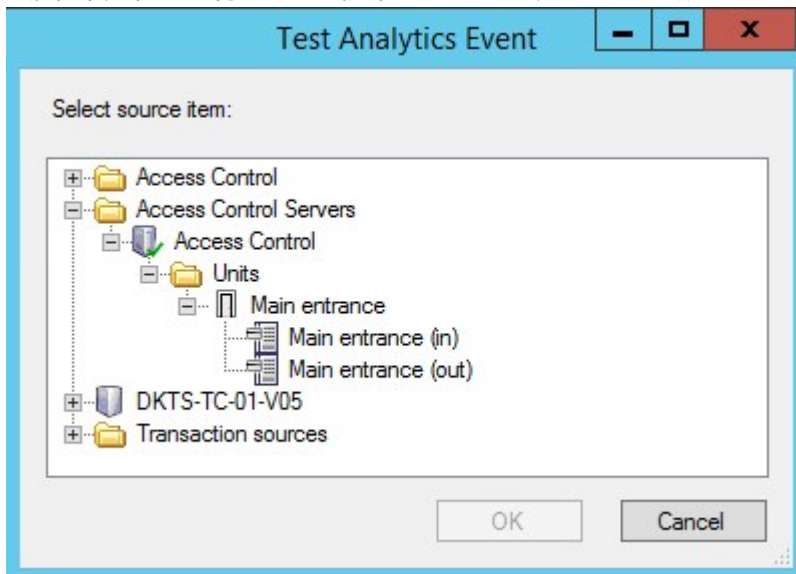 Test Analytics Event
Select source item:
Access Control
Access Control Servers
Access Control
Units
Main entrance
Main entrance (in)
Main entrance (out)
DKTS-TC-01-V05
Transaction sources
OK
Cancel